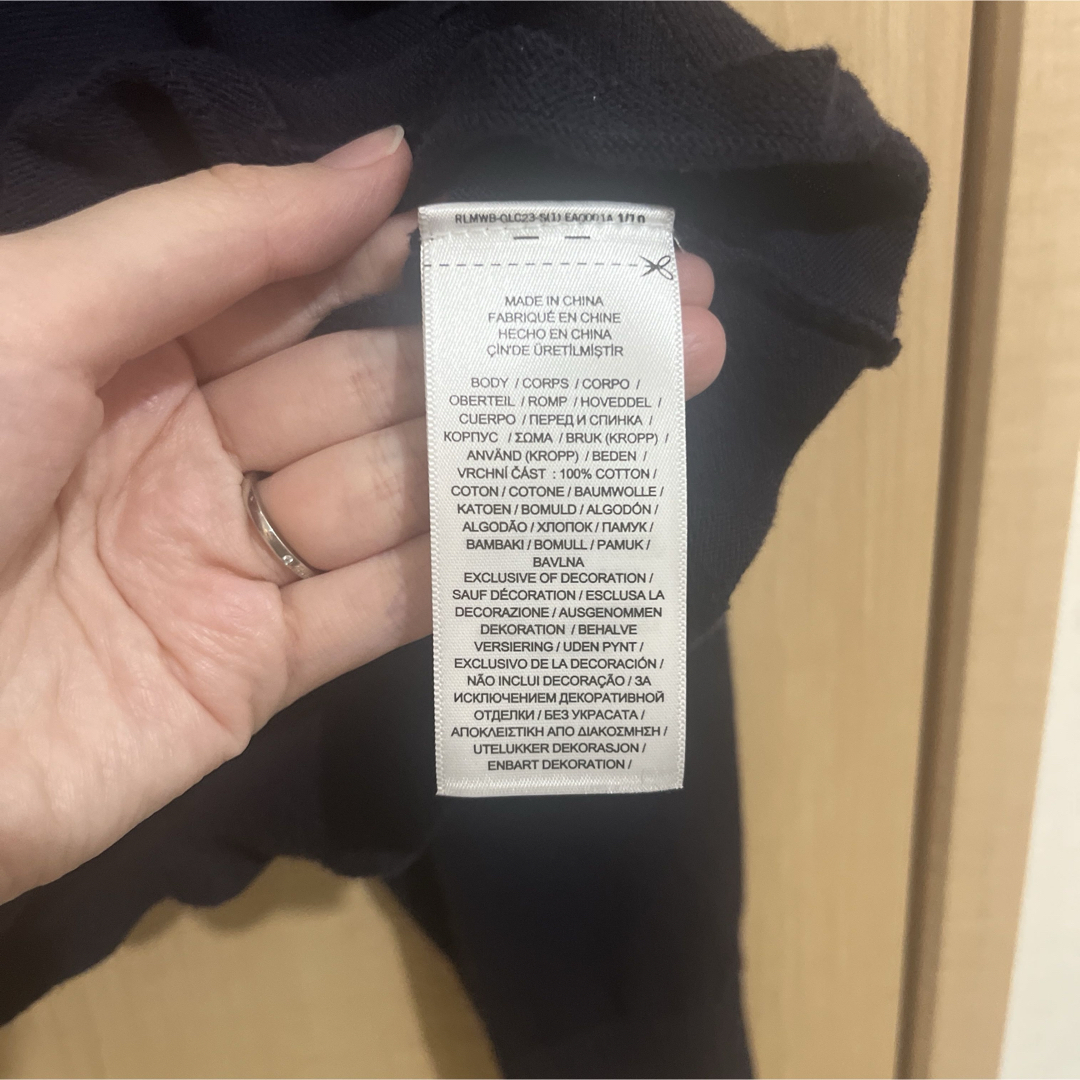 RLMWB-GLC23-S(1) EA0001A 1/10
MADE IN CHINA
FABRIQUÉ EN CHINE
HECHO EN CHINA
ÇİN'DE ÜRETİLMİŞTİR
BODY / CORPS / CORPO /
OBERTEIL / ROMP / HOVEDDEL /
CUERPO / ПЕРЕД И СПИНКА /
КОРПУС / ΣΩΜΑ / BRUK (KROPP) /
ANVÄND (KROPP) / BEDEN /
VRCHNÍ ČÁST : 100% COTTON /
COTON / COTONE / BAUMWOLLE /
KATOEN / BOMULD / ALGODÓN /
ALGODÃO / ХЛОПОК / ПАМУК /
BAMBAKI / BOMULL / PAMUK /
BAVLNA
EXCLUSIVE OF DECORATION /
SAUF DÉCORATION / ESCLUSA LA
DECORAZIONE / AUSGENOMMEN
DEKORATION / BEHALVE
VERSIERING / UDEN PYNT /
EXCLUSIVO DE LA DECORACIÓN /
NÃO INCLUI DECORAÇÃO / ЗА
ИСКЛЮЧЕНИЕМ ДЕКОРАТИВНОЙ
ОТДЕЛКИ / БЕЗ УКРАСАТА /
ΑΠΟΚΛΕΙΣΤΙΚΗ ΑΠΟ ΔΙΑΚΟΣΜΗΣΗ /
UTELUKKER DEKORASJON /
ENBART DEKORATION /